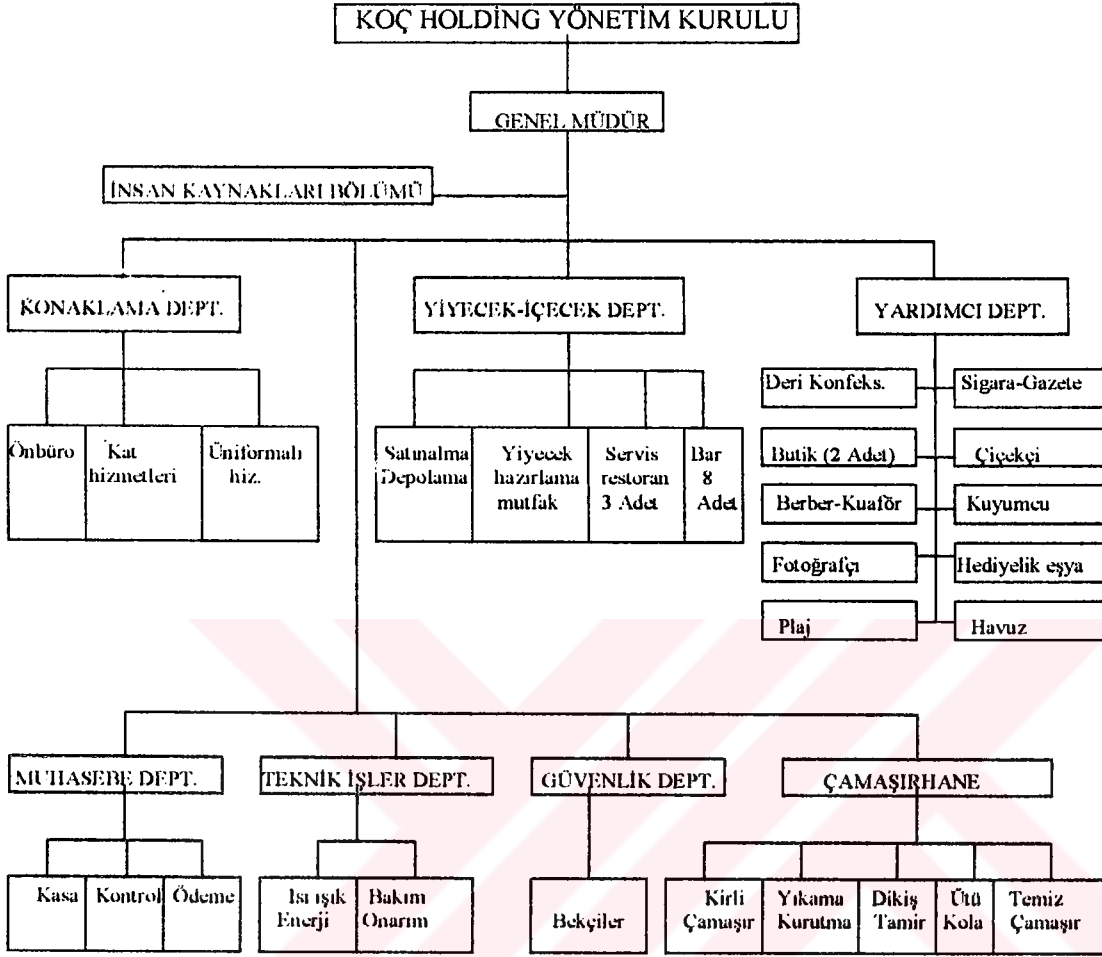 KOÇ HOLDİNG YÖNETİM KURULU
GENEL MÜDÜR
İNSAN KAYNAKLARI BÖLÜMÜ
KONAKLAMA DEPT.
YİYECEK-İÇECEK DEPT.
YARDIMCI DEPT.
Önbüro
Kat
hizmetleri
Üniformalı
hiz.
Satınalma
Depolama
Yiyecek
hazırlama
mutfak
Servis
restoran
3 Adet
Bar
8
Adet
Deri Konfeks.
Sigara-Gazete
Butik (2 Adet)
Çiçekçi
Berber-Kuaför
Kuyumcu
Fotoğrafçı
Hediyelik eşya
Plaj
Havuz
MUHASEBE DEPT.
TEKNİK İŞLER DEPT.
GÜVENLİK DEPT.
ÇAMAŞIRHANE
Kasa
Kontrol
Ödeme
Isı ışık
Enerji
Bakım
Onarım
Bekçiler
Kirli
Çamaşır
Yıkama
Kurutma
Dikiş
Tamir
Ütü
Kola
Temiz
Çamaşır